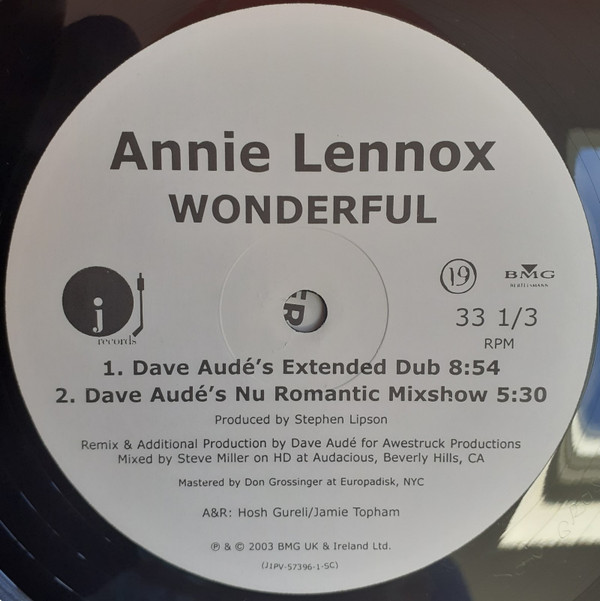 Annie Lennox
WONDERFUL
j
records
19
BMG
33 1/3
RPM
1. Dave Audé's Extended Dub 8:54
2. Dave Audé's Nu Romantic Mixshow 5:30
Produced by Stephen Lipson
Remix & Additional Production by Dave Audé for Awestruck Productions
Mixed by Steve Miller on HD at Audacious, Beverly Hills, CA
Mastered by Don Grossinger at Europadisk, NYC
A&R: Hosh Gureli/Jamie Topham
℗ & © 2003 BMG UK & Ireland Ltd.
(J1PV-57396-1-SC)